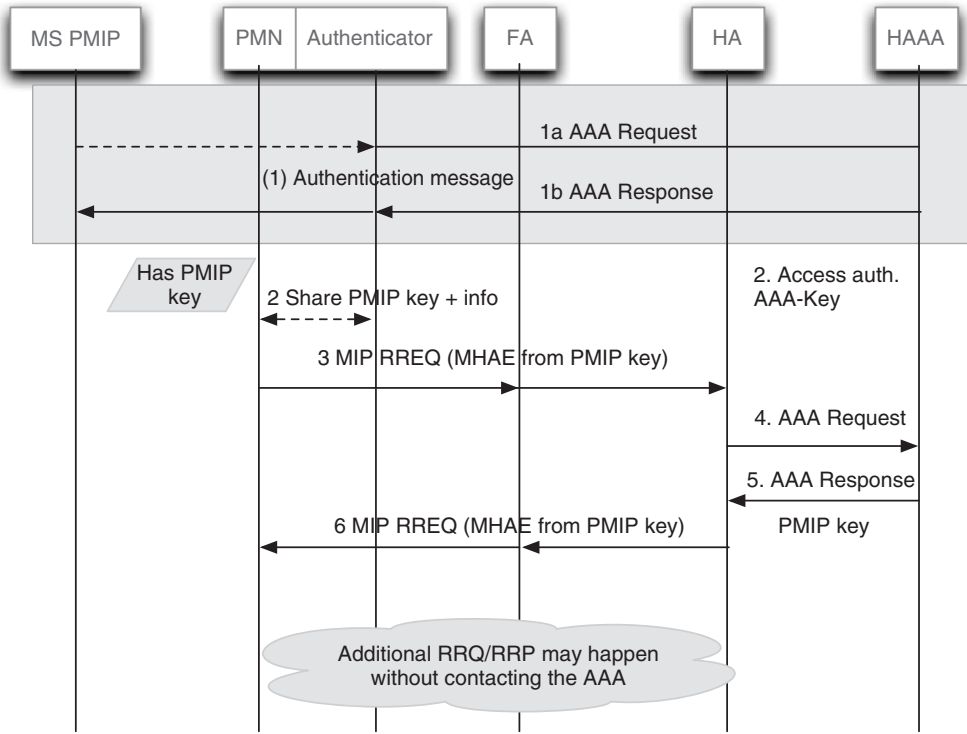 MS PMIP
PMN
Authenticator
FA
HA
HAAA
1a AAA Request
(1) Authentication message
1b AAA Response
Has PMIP
key
2 Share PMIP key + info
2. Access auth.
AAA-Key
3 MIP RREQ (MHAE from PMIP key)
4. AAA Request
5. AAA Response
PMIP key
6 MIP RREQ (MHAE from PMIP key)
Additional RRQ/RRP may happen
without contacting the AAA